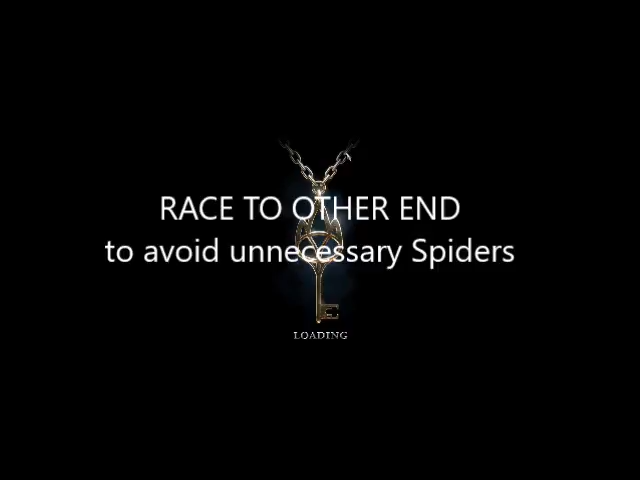 RACE TO OTHER END
to avoid unnecessary Spiders
LOADING